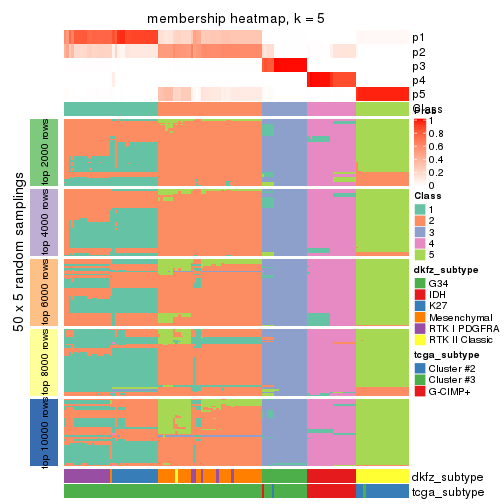 membership heatmap, k = 5
p1
p2
p3
p4
p5
Class
Prob
1
0.8
0.6
0.4
0.2
0
Class
1
2
3
4
5
dkfz_subtype
G34
IDH
K27
Mesenchymal
RTK I PDGFRA
RTK II Classic
tcga_subtype
Cluster #2
Cluster #3
G-CIMP+
50 x 5 random samplings
top 2000 rows
top 4000 rows
top 6000 rows
top 8000 rows
top 10000 rows
dkfz_subtype
tcga_subtype